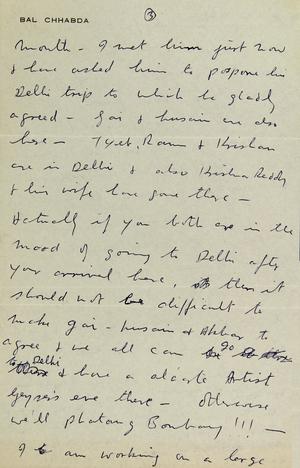 BAL CHHABDA
③
month - I met him just now
& have asked him to postpone his
Delhi trip to which he gladly
agreed - Gai & husain are also
here - Tyeb, Ram & Krishan
are in Delhi & also Krishna Reddy
& his wife have gone there -
Actually if you both are in the
mood of going to Delhi after
your arrival here, then it
should not be difficult to
make gai - husain & Akbar to
agree & we all can go
to Delhi & have a Artist
eve there - otherwise
we'll Bombay !!! -
I am working on a large